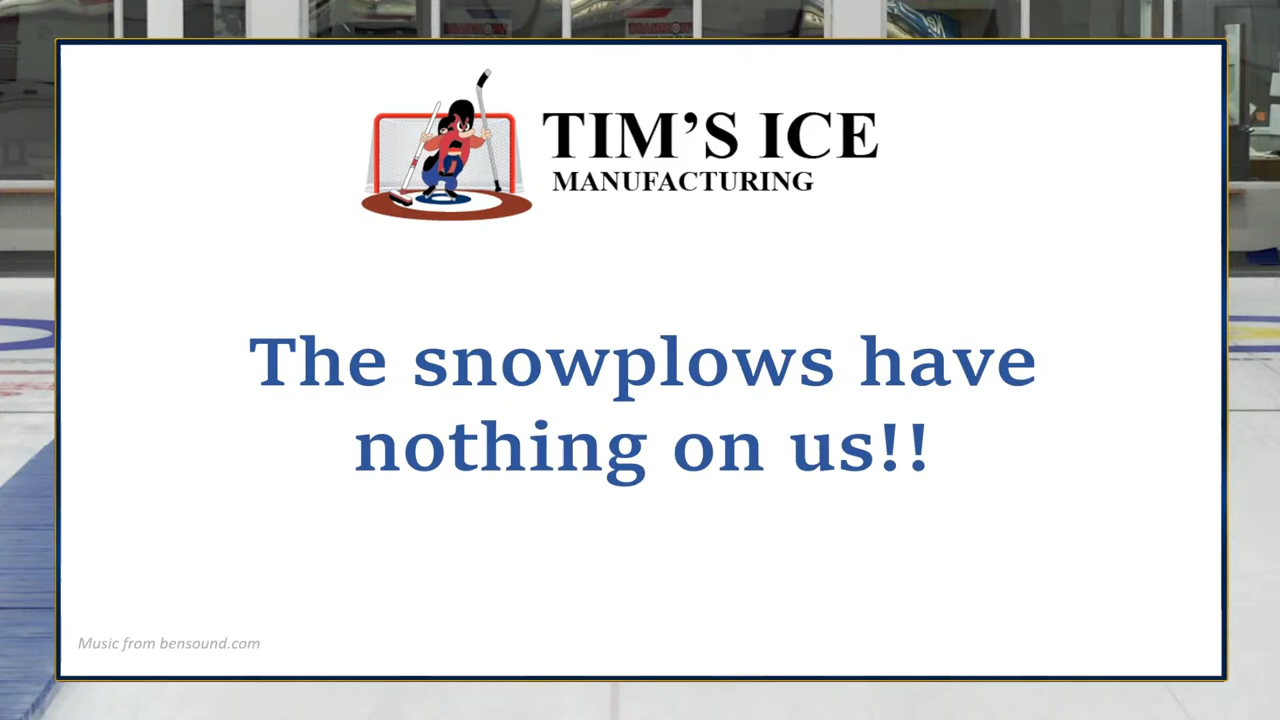 TIM'S ICE
MANUFACTURING
The snowplows have
nothing on us!!
Music from bensound.com